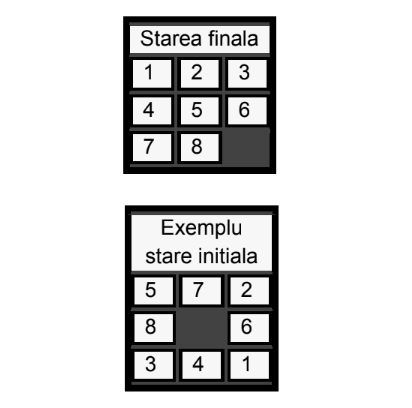 Starea finala
1 2 3
4 5 6
7 8
Exemplu
stare initiala
5 7 2
8 6
3 4 1